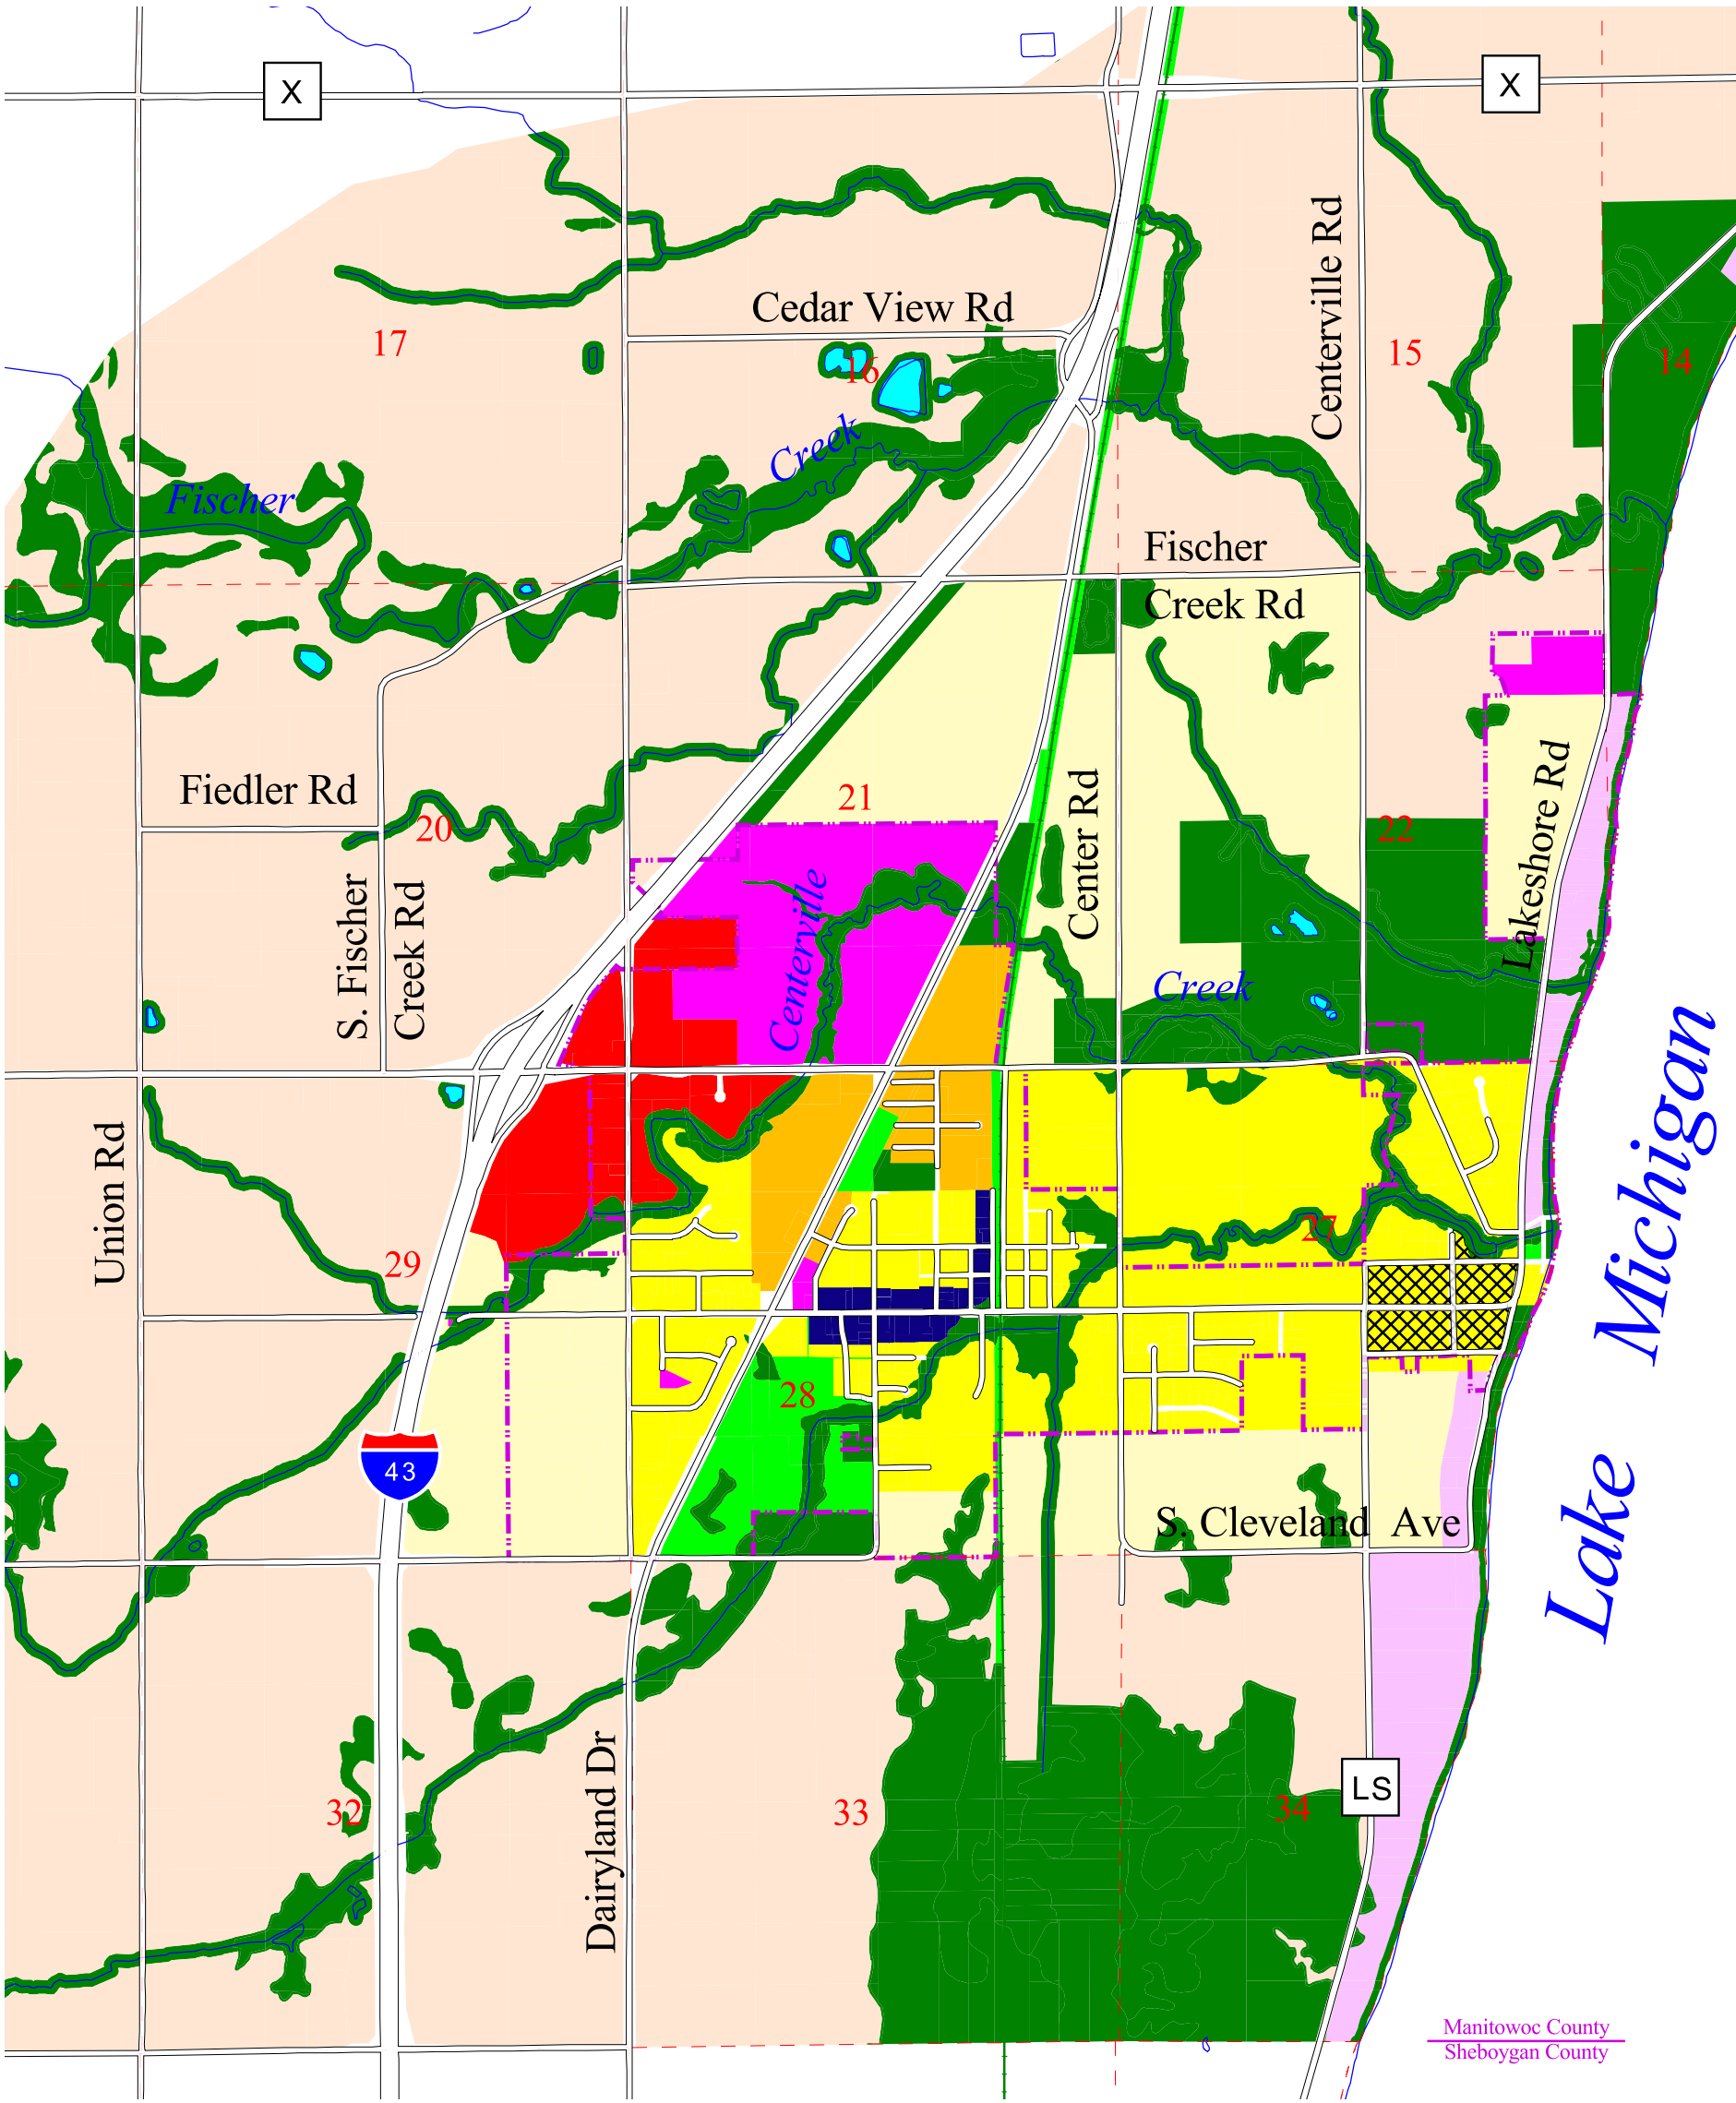 X
X
Cedar View Rd
Centerville Rd
17
16
15
14
Creek
Fischer
Fischer
Creek Rd
Fiedler Rd
20
21
22
Center Rd
Lakeshore Rd
S. Fischer
Creek Rd
Centerville
Creek
Union Rd
29
27
28
43
S. Cleveland Ave
Lake Michigan
Dairyland Dr
32
33
34
LS
Manitowoc County
Sheboygan County